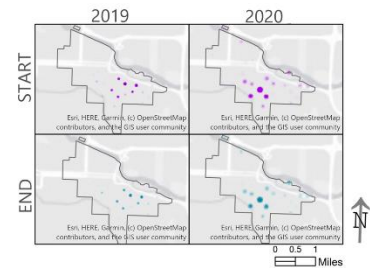 2019 2020
START
Esri, HERE, Garmin, (c) OpenStreetMap
contributors, and the GIS user community
Esri, HERE, Garmin, (c) OpenStreetMap
contributors, and the GIS user community
END
Esri, HERE, Garmin, (c) OpenStreetMap
contributors, and the GIS user community
Esri, HERE, Garmin, (c) OpenStreetMap
contributors, and the GIS user community
N
0 0.5 1
Miles